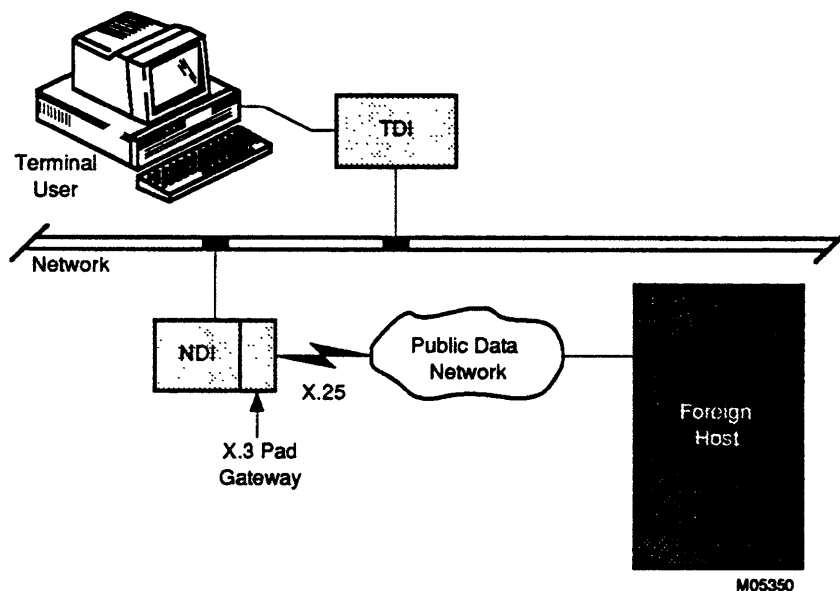 TDI
Terminal
User
Network
NDI
X.25
Public Data
Network
Foreign
Host
X.3 Pad
Gateway
M05350